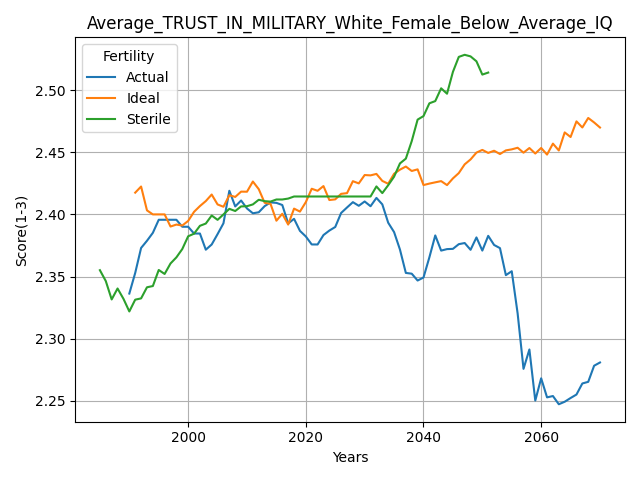 Average_TRUST_IN_MILITARY_White_Female_Below_Average_IQ
Fertility
Actual
Ideal
Sterile
Score(1-3)
2.50
2.45
2.40
2.35
2.30
2.25
2000
2020
2040
2060
Years